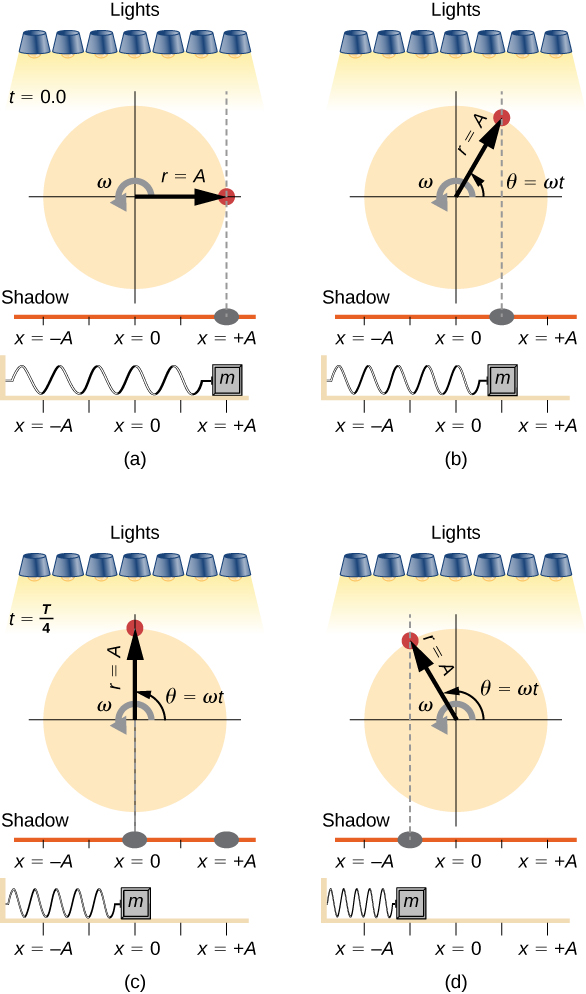 Lights
t = 0.0
r = A
ω
Shadow
x = –A x = 0 x = +A
m
x = –A x = 0 x = +A
(a)
Lights
r = A
ω
θ = ωt
Shadow
x = –A x = 0 x = +A
m
x = –A x = 0 x = +A
(b)
Lights
t = T/4
r = A
θ = ωt
ω
Shadow
x = –A x = 0 x = +A
m
x = –A x = 0 x = +A
(c)
Lights
r = A
θ = ωt
ω
Shadow
x = –A x = 0 x = +A
m
x = –A x = 0 x = +A
(d)